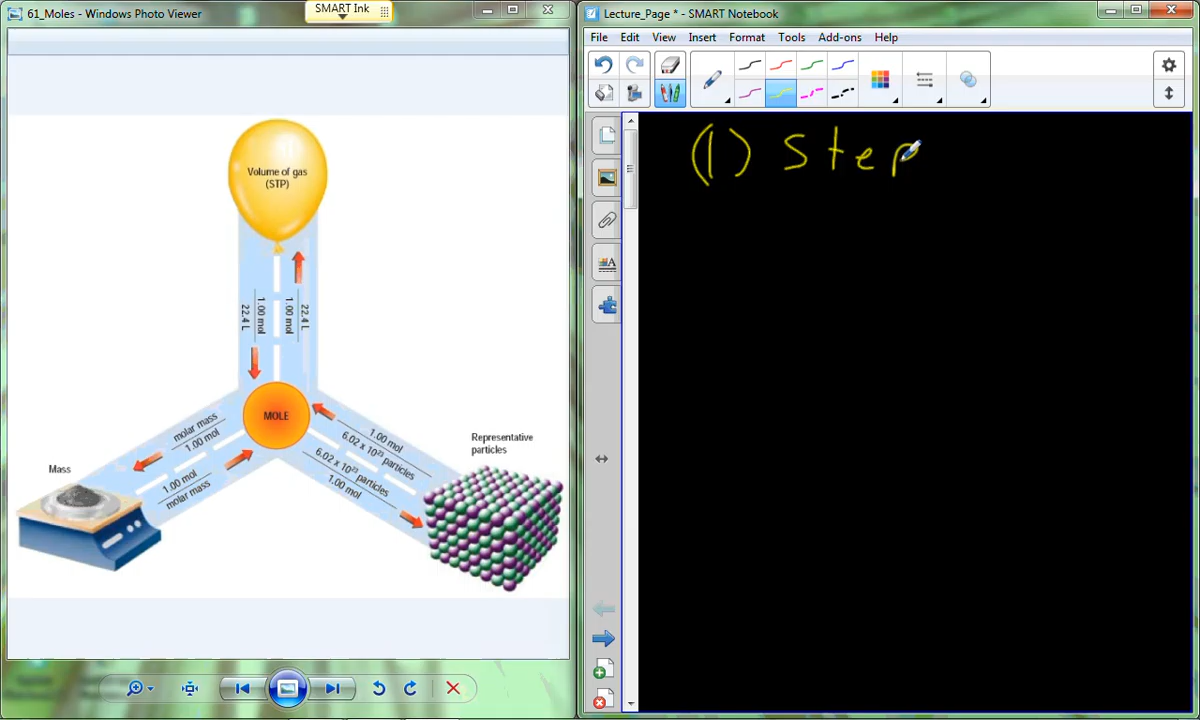 61_Moles - Windows Photo Viewer
SMART Ink
Lecture_Page * - SMART Notebook
File Edit View Insert Format Tools Add-ons Help
(1) Step
Volume of gas
(STP)
22.4 L
1.00 mol
1.00 mol
22.4 L
MOLE
molar mass
1.00 mol
1.00 mol
molar mass
1.00 mol
6.02 x 10²³ particles
6.02 x 10²³ particles
1.00 mol
Mass
Representative
particles